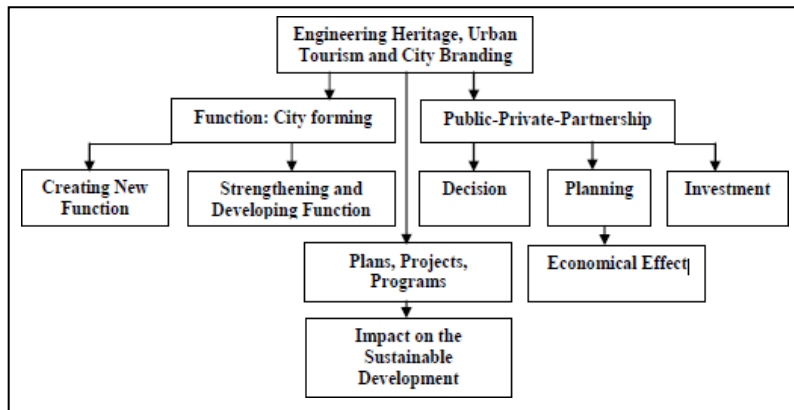 Engineering Heritage, Urban
Tourism and City Branding
Function: City forming
Public-Private-Partnership
Creating New
Function
Strengthening and
Developing Function
Decision
Planning
Investment
Plans, Projects,
Programs
Economical Effect
Impact on the
Sustainable
Development